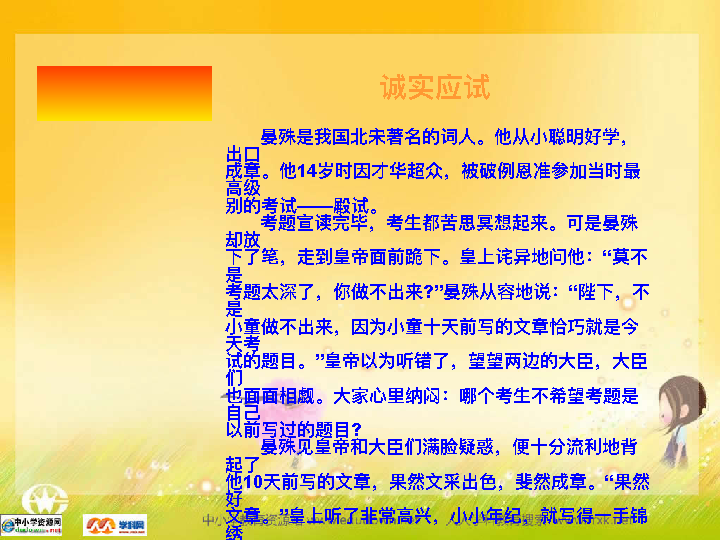 诚实应试
晏殊是我国北宋著名的词人。他从小聪明好学，
出口
成章。他14岁时因才华超众，被破例恩准参加当时最
高级
别的考试——殿试。
考题宣读完毕，考生都苦思冥想起来。可是晏殊
却放
下了笔，走到皇帝面前跪下。皇上诧异地问他：“莫不
是
考题太深了，你做不出来?”晏殊从容地说：“陛下，不
是
小童做不出来，因为小童十天前写的文章恰巧就是今
天考
试的题目。”皇帝以为听错了，望望两边的大臣，大臣
们
也面面相觑。大家心里纳闷：哪个考生不希望考题是
自己
以前写过的题目?
晏殊见皇帝和大臣们满脸疑惑，便十分流利地背
起了
他10天前写的文章，果然文采出色，斐然成章。“果然
好
文章。”皇上听了非常高兴，小小年纪，就写得一手锦
绣
中小学资源网
学科网